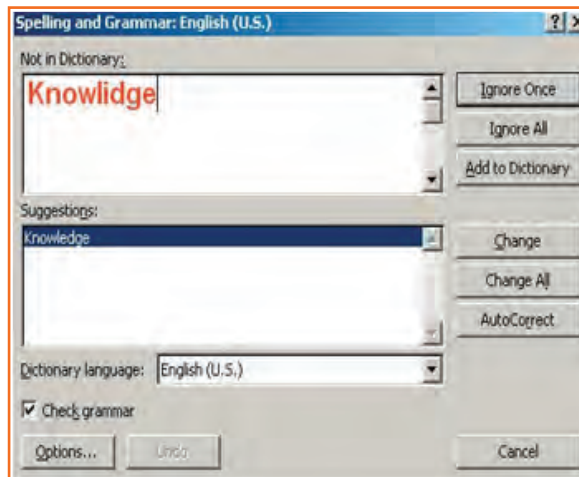 Spelling and Grammar: English (U.S.)
Not in Dictionary:
Knowlidge
Ignore Once
Ignore All
Add to Dictionary
Suggestions:
Knowledge
Change
Change All
AutoCorrect
Dictionary language: English (U.S.)
Check grammar
Options... Undo Cancel